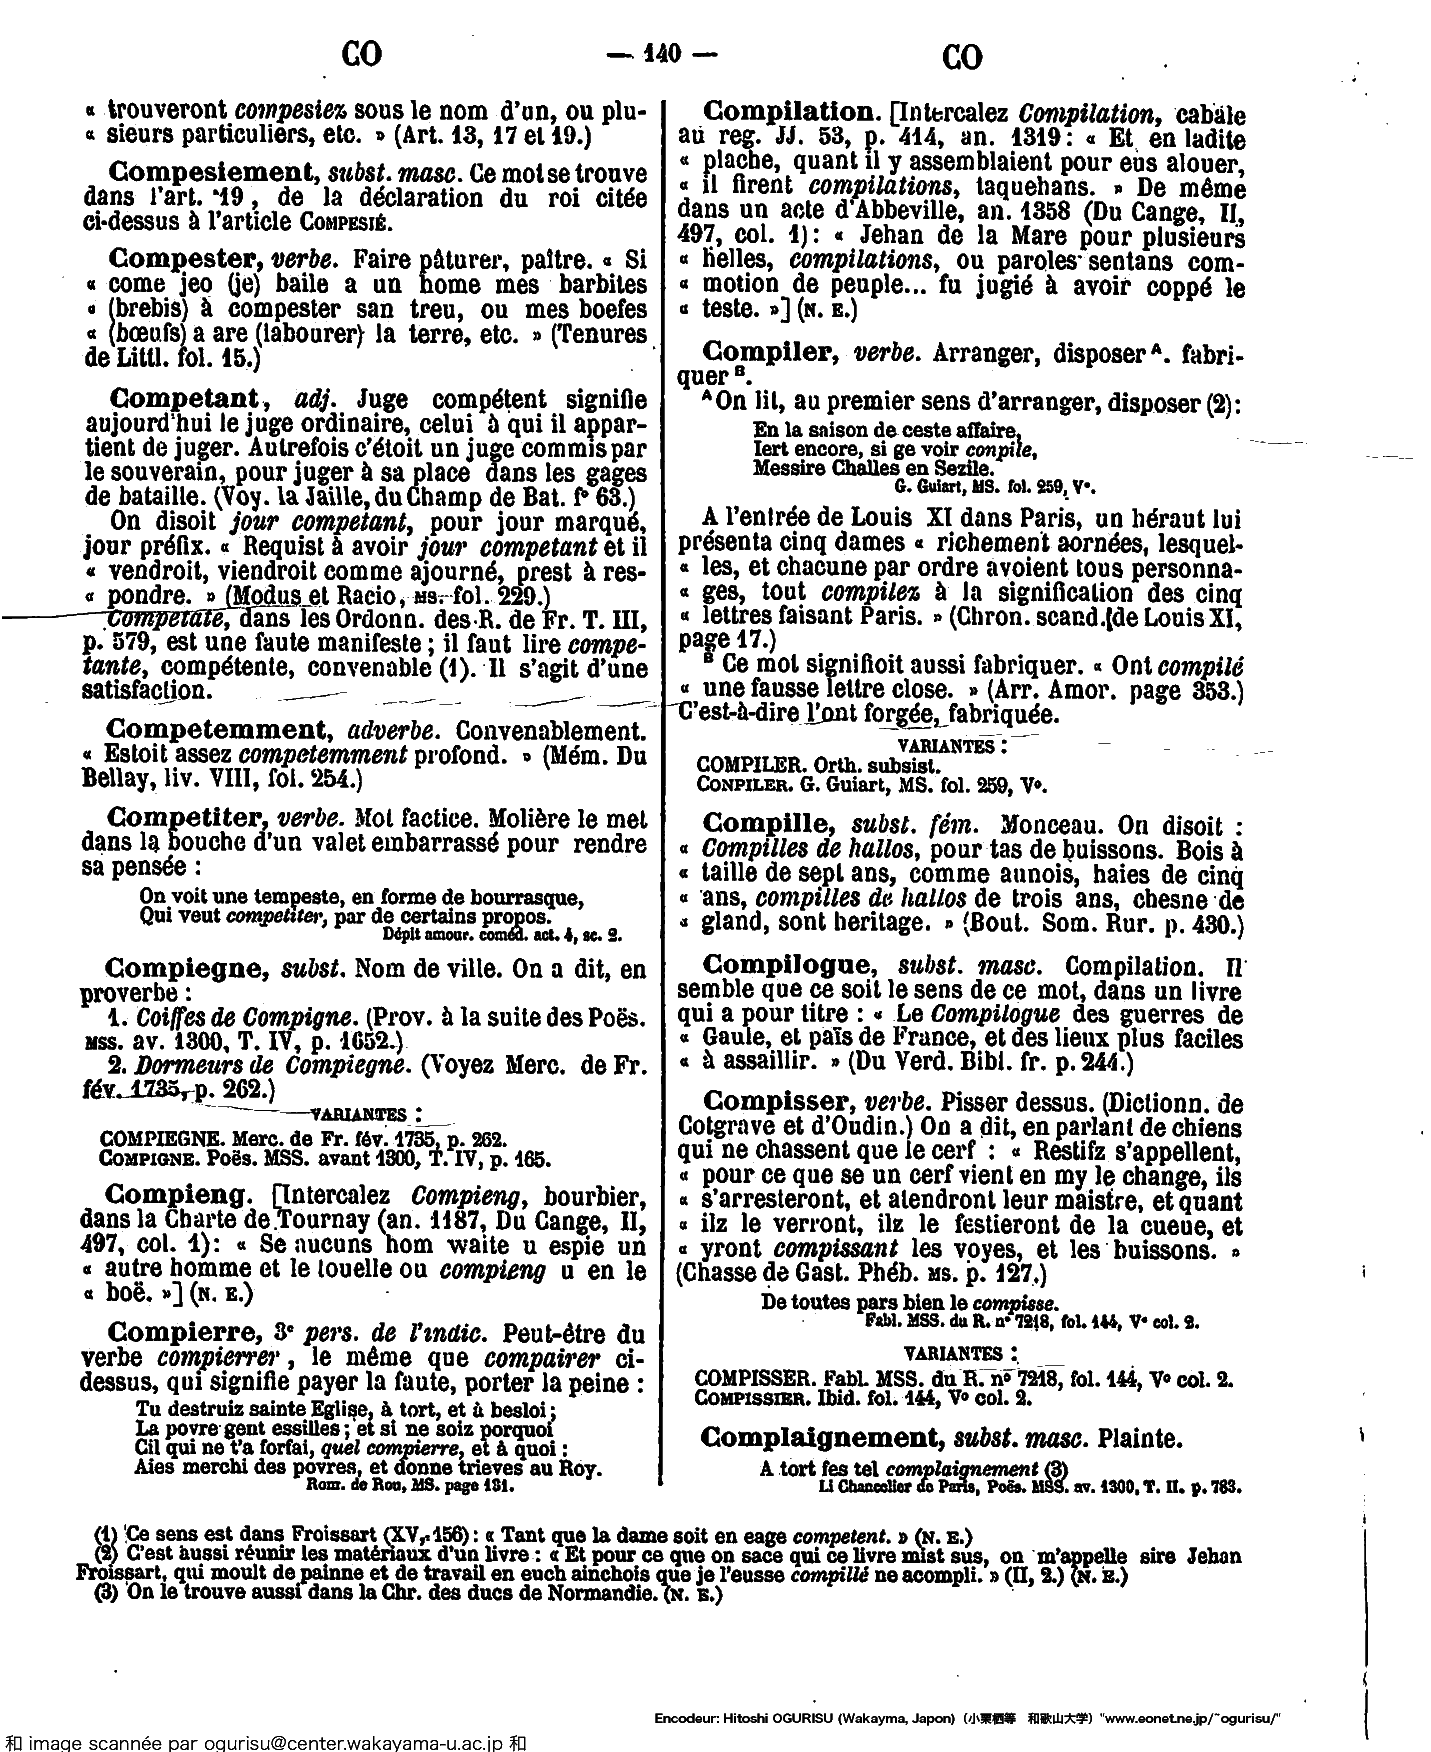 CO — 140 — CO
« trouveront compesiez sous le nom d'un, ou plu-
« sieurs particuliers, etc. » (Art. 13, 17 et 19.)
Compesiement, subst. masc. Ce mot se trouve
dans l'art. 19, de la déclaration du roi citée
ci-dessus à l'article COMPESIÉ.
Compester, verbe. Faire pâturer, paître. « Si
« come jeo (je) baile a un home mes barbites
« (brebis) à compester san treu, ou mes boefes
« (bœufs) a are (labourer) la terre, etc. » (Tenures
de Littl. fol. 15.)
Competant, adj. Juge compétent signifie
aujourd'hui le juge ordinaire, celui à qui il appar-
tient de juger. Autrefois c'étoit un juge commis par
le souverain, pour juger à sa place dans les gages
de bataille. (Voy. la Jaille, du Champ de Bat. f° 63.)
On disoit jour competant, pour jour marqué,
jour préfix. « Requist à avoir jour competant et il
« vendroit, viendroit comme ajourné, prest à res-
« pondre. » (Modus et Racio, MS. fol. 229.)
Competate, dans les Ordonn. des R. de Fr. T. III,
p. 579, est une faute manifeste ; il faut lire compe-
tante, compétente, convenable (1). Il s'agit d'une
satisfaction.
Competemment, adverbe. Convenablement.
« Estoit assez competemment profond. » (Mém. Du
Bellay, liv. VIII, fol. 254.)
Competiter, verbe. Mot factice. Molière le met
dans la bouche d'un valet embarrassé pour rendre
sa pensée :
On voit une tempeste, en forme de bourrasque,
Qui veut competiter, par de certains propos.
Dépit amour. coméd. act. 4, sc. 2.
Compiegne, subst. Nom de ville. On a dit, en
proverbe :
1. Coiffes de Compigne. (Prov. à la suite des Poës.
MSS. av. 1300, T. IV, p. 1652.)
2. Dormeurs de Compiegne. (Voyez Merc. de Fr.
fév. 1735, p. 262.)
VARIANTES :
COMPIEGNE. Merc. de Fr. fév. 1735, p. 262.
COMPIGNE. Poës. MSS. avant 1300, T. IV, p. 165.
Compieng. [Intercalez Compieng, bourbier,
dans la Charte de Tournay (an. 1187, Du Cange, II,
497, col. 1) : « Se aucuns hom waite u espie un
« autre homme et le touelle ou compieng u en le
« boë. »] (N. E.)
Compierre, 3e pers. de l'indic. Peut-être du
verbe compierrer, le même que compairer ci-
dessus, qui signifie payer la faute, porter la peine :
Tu destruiz sainte Eglise, à tort, et à besloi ;
La povre gent essilles ; et si ne soiz porquoi
Cil qui ne t'a forfai, quel compierre, et à quoi :
Aies merchi des povres, et donne trieves au Roy.
Rom. de Rou, MS. page 131.
Compilation. [Intercalez Compilation, cabale
au reg. JJ. 53, p. 414, an. 1319 : « Et en ladite
« plache, quant il y assemblaient pour eus alouer,
« il firent compilations, taquehans. » De même
dans un acte d'Abbeville, an. 1358 (Du Cange, II,
497, col. 1) : « Jehan de la Mare pour plusieurs
« helles, compilations, ou paroles sentans com-
« motion de peuple... fu jugié à avoir coppé le
« teste. »] (N. E.)
Compiler, verbe. Arranger, disposer A. fabri-
quer B.
A On lit, au premier sens d'arranger, disposer (2) :
En la saison de ceste affaire,
Iert encore, si ge voir conpile,
Messire Challes en Sezile.
G. Guiart, MS. fol. 259, V°.
A l'entrée de Louis XI dans Paris, un héraut lui
présenta cinq dames « richement aornées, lesquel-
« les, et chacune par ordre avoient tous personna-
« ges, tout compilez à la signification des cinq
« lettres faisant Paris. » (Chron. scand. [de Louis XI,
page 17.)
B Ce mot signifioit aussi fabriquer. « Ont compilé
« une fausse lettre close. » (Arr. Amor. page 353.)
C'est-à-dire l'ont forgée, fabriquée.
VARIANTES :
COMPILER. Orth. subsist.
CONPILER. G. Guiart, MS. fol. 259, V°.
Compille, subst. fém. Monceau. On disoit :
« Compilles de hallos, pour tas de buissons. Bois à
« taille de sept ans, comme aunois, haies de cinq
« ans, compilles de hallos de trois ans, chesne de
« gland, sont heritage. » (Bout. Som. Rur. p. 430.)
Compilogue, subst. masc. Compilation. Il
semble que ce soit le sens de ce mot, dans un livre
qui a pour titre : « Le Compilogue des guerres de
« Gaule, et païs de France, et des lieux plus faciles
« à assaillir. » (Du Verd. Bibl. fr. p. 244.)
Compisser, verbe. Pisser dessus. (Dictionn. de
Cotgrave et d'Oudin.) On a dit, en parlant de chiens
qui ne chassent que le cerf : « Restifz s'appellent,
« pour ce que se un cerf vient en my le change, ils
« s'arresteront, et atendront leur maistre, et quant
« ilz le verront, ilz le festieront de la cueue, et
« yront compissant les voyes, et les buissons. »
(Chasse de Gast. Phéb. MS. p. 127.)
De toutes pars bien le compisse.
Fabl. MSS. du R. n° 7218, fol. 144, V° col. 2.
VARIANTES :
COMPISSER. Fabl. MSS. du R. n° 7218, fol. 144, V° col. 2.
COMPISSIER. Ibid. fol. 144, V° col. 2.
Complaignement, subst. masc. Plainte.
A tort fes tel complaignement (3)
Li Chancelier de Paris, Poës. MSS. av. 1300, T. II. p. 783.
(1) Ce sens est dans Froissart (XV, 156) : « Tant que la dame soit en eage competent. » (N. E.)
(2) C'est aussi réunir les matériaux d'un livre : « Et pour ce que on sace qui ce livre mist sus, on m'appelle sire Jehan
Froissart, qui moult de painne et de travail en euch ainchois que je l'eusse compillé ne acompli. » (II, 2.) (N. E.)
(3) On le trouve aussi dans la Chr. des ducs de Normandie. (N. E.)
Encodeur: Hitoshi OGURISU (Wakayma, Japon) (小栗栖等 和歌山大学) "www.eonet.ne.jp/~ogurisu/"
和 image scannée par ogurisu@center.wakayama-u.ac.jp 和